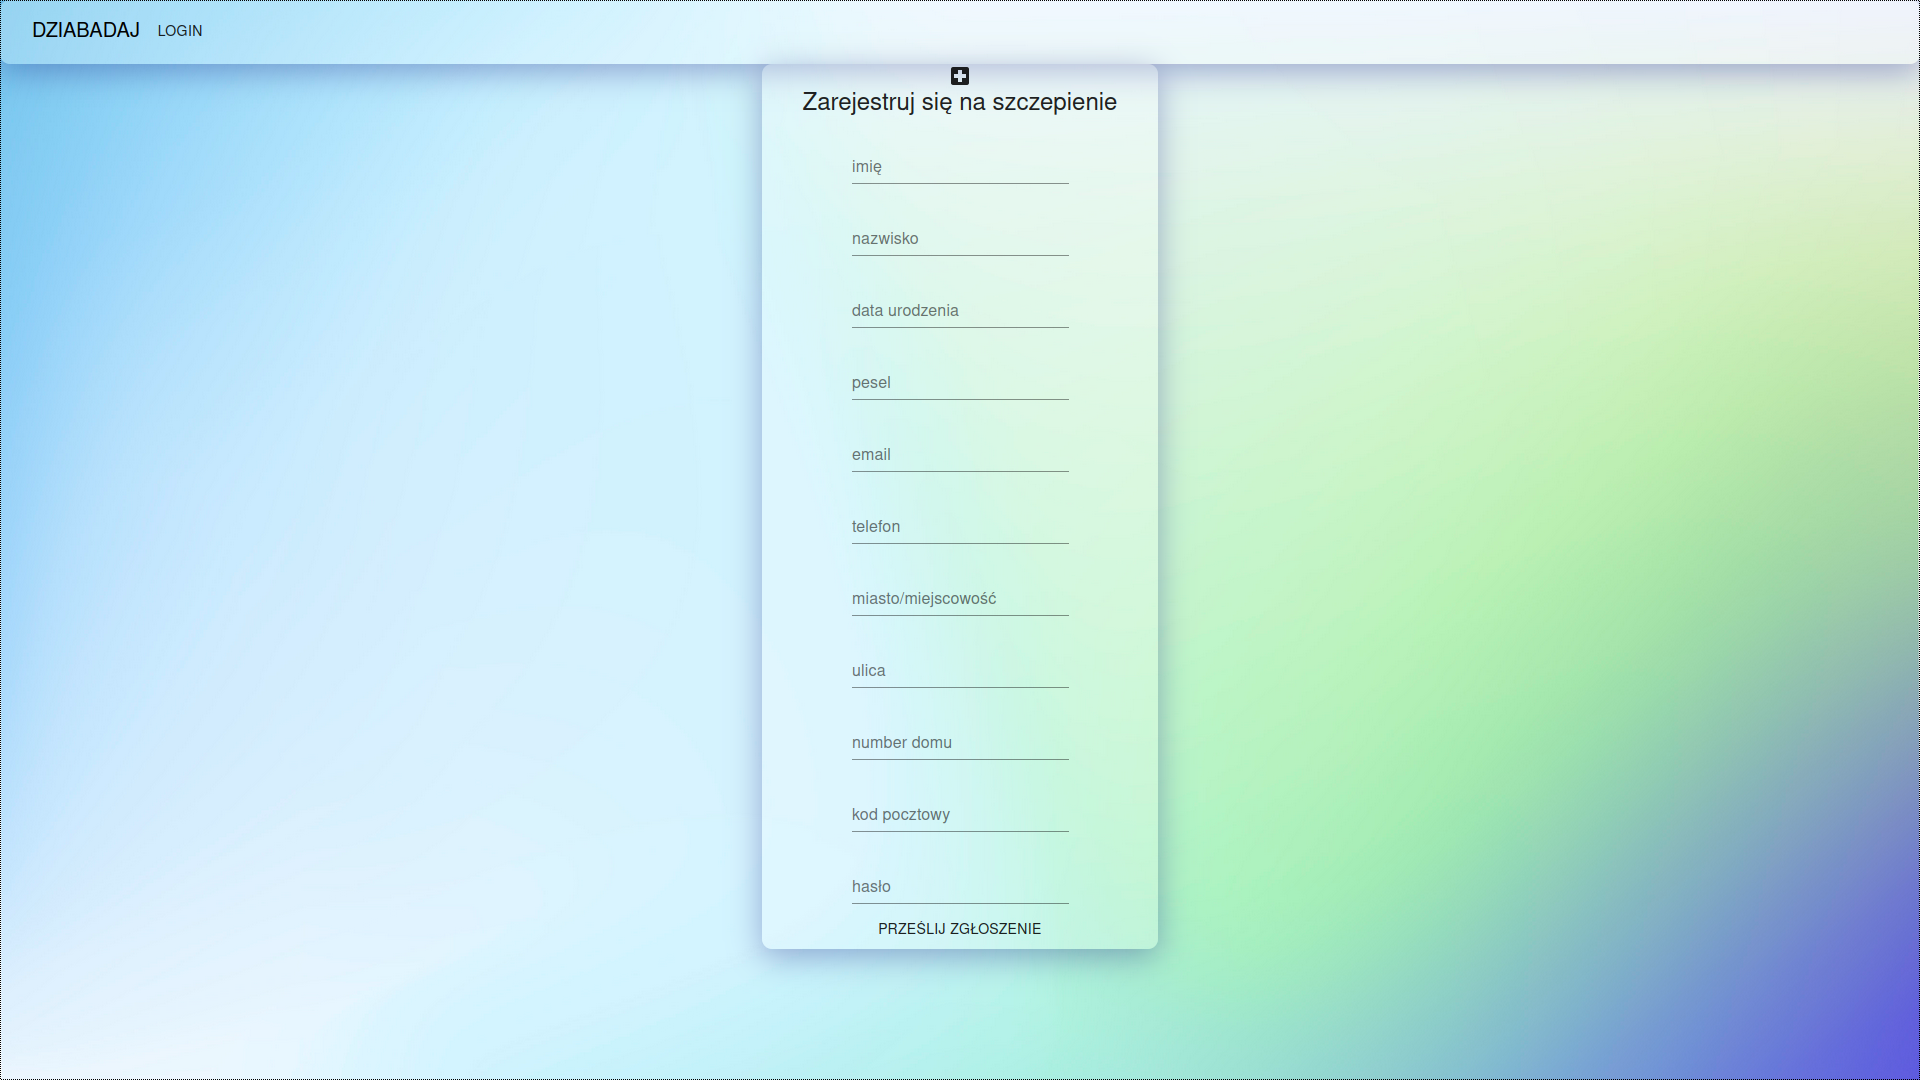 DZIABADAJ LOGIN
Zarejestruj się na szczepienie
imię
nazwisko
data urodzenia
pesel
email
telefon
miasto/miejscowość
ulica
number domu
kod pocztowy
hasło
PRZEŚLIJ ZGŁOSZENIE